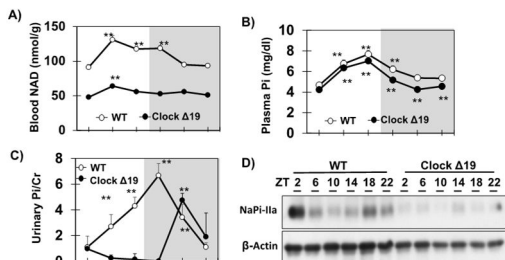 A)
Blood NAD (nmol/g)
200
150
100
50
0
** ** **
**
WT Clock Δ19
B)
Plasma Pi (mg/dl)
10
8
6
4
2
0
** ** **
** ** ** ** **
WT Clock Δ19
C)
Urinary Pi/Cr
8
6
4
2
0
WT
Clock Δ19
** ** ** ** **
D)
WT Clock Δ19
ZT 2 6 10 14 18 22 2 6 10 14 18 22
NaPi-IIa
β-Actin